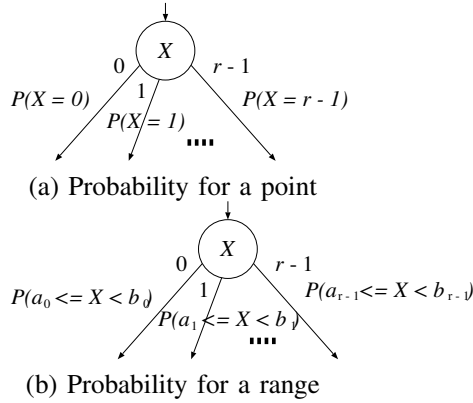 X
0
r - 1
1
P(X = 0)
P(X = r - 1)
P(X = 1)
(a) Probability for a point
X
0
r - 1
1
P(a₀ <= X < b₀)
P(aᵣ₋₁ <= X < bᵣ₋₁)
P(a₁ <= X < b₁)
(b) Probability for a range